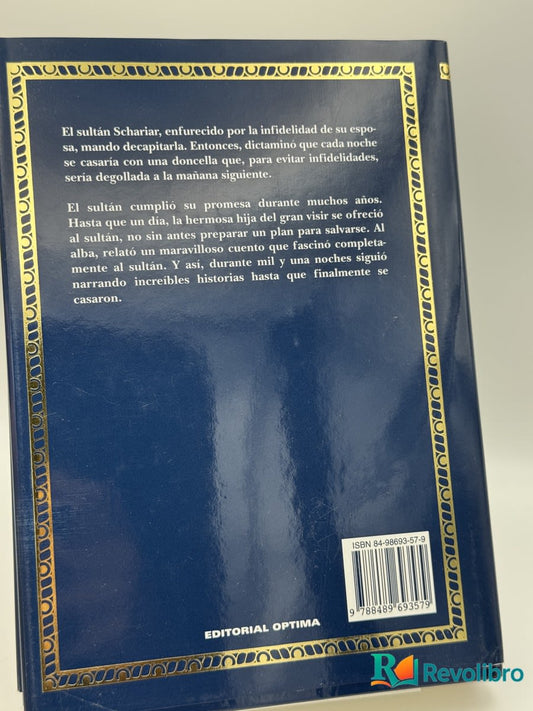 El sultán Schariar, enfurecido por la infidelidad de su espo-
sa, mando decapitarla. Entonces, dictaminó que cada noche
se casaría con una doncella que, para evitar infidelidades,
sería degollada a la mañana siguiente.
El sultán cumplió su promesa durante muchos años.
Hasta que un día, la hermosa hija del gran visir se ofreció
al sultán, no sin antes preparar un plan para salvarse. Al
alba, relató un maravilloso cuento que fascinó completa-
mente al sultán. Y así, durante mil y una noches siguió
narrando increíbles historias hasta que finalmente se
casaron.
ISBN 84-98693-57-9
9 788489 693579
EDITORIAL OPTIMA
Revolibro